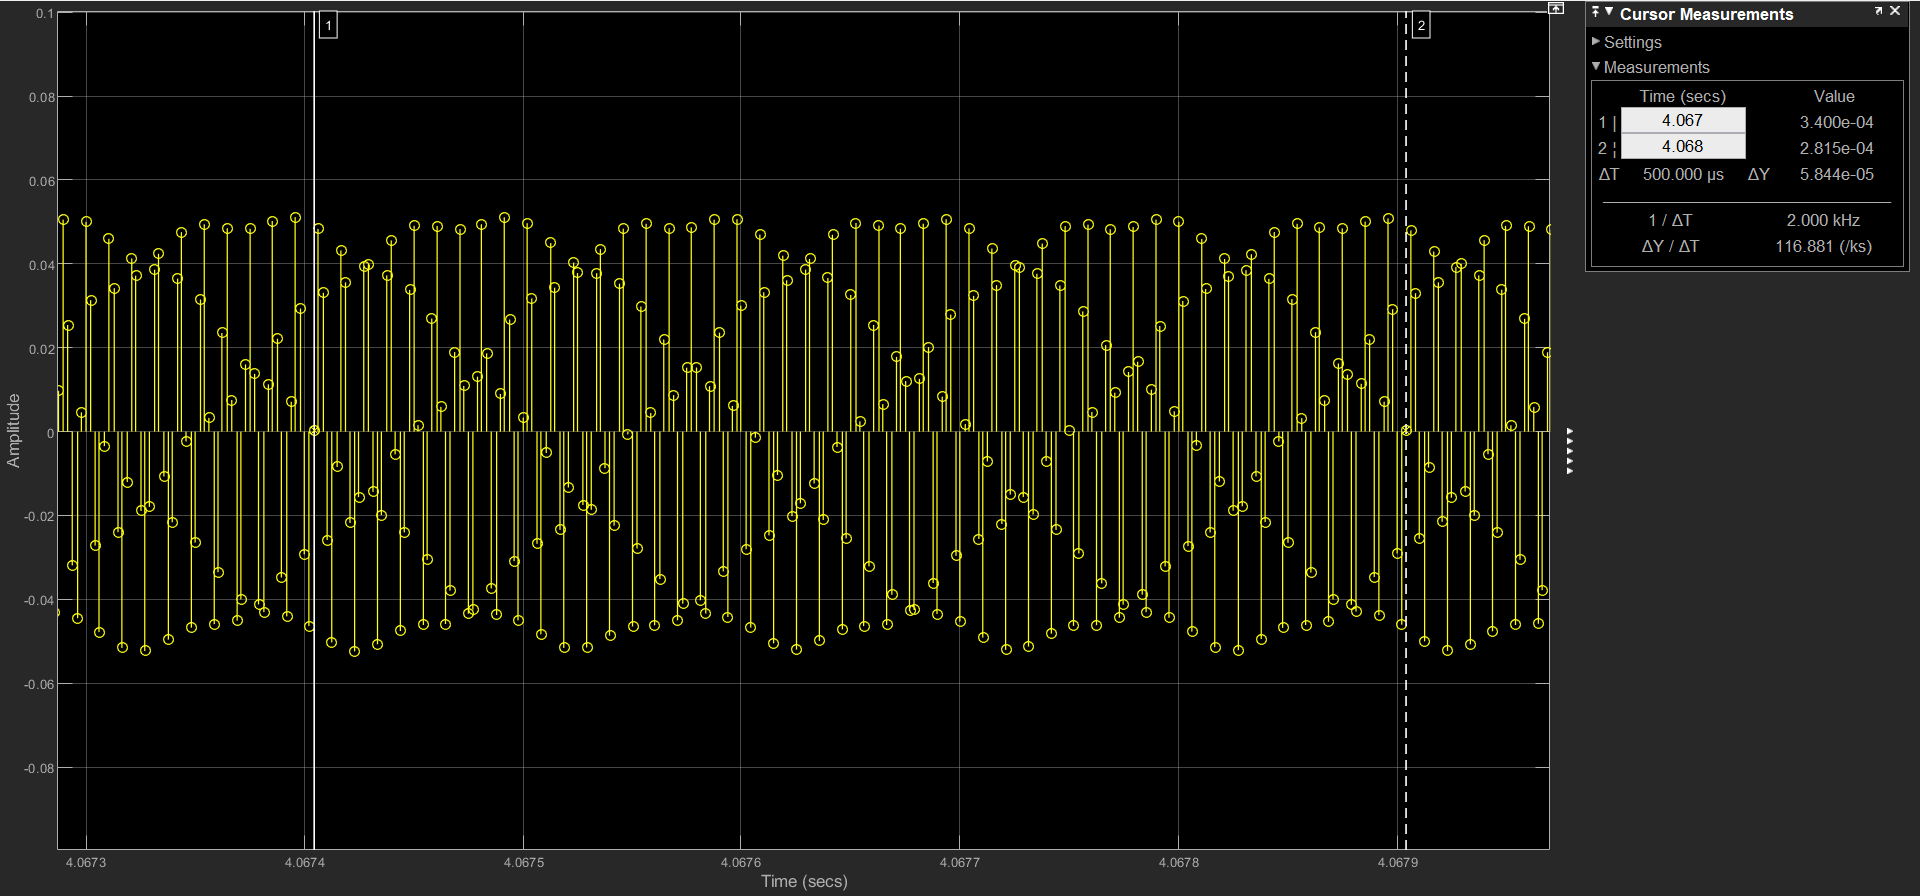 0.1
0.08
0.06
0.04
0.02
0
-0.02
-0.04
-0.06
-0.08
Amplitude
4.0673
4.0674
4.0675
4.0676
4.0677
4.0678
4.0679
Time (secs)
1
2
Cursor Measurements
Settings
Measurements
Time (secs) Value
1 4.067 3.400e-04
2 4.068 2.815e-04
ΔT 500.000 µs ΔY 5.844e-05
1 / ΔT 2.000 kHz
ΔY / ΔT 116.881 (/ks)